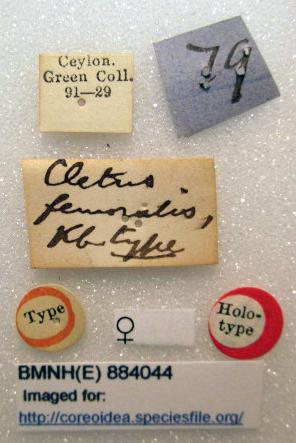 Ceylon.
Green Coll.
91—29
79
Cletus
femoralis,
Kb. type
Type
♀
Holo-
type
BMNH(E) 884044
Imaged for:
http://coreoidea.speciesfile.org/